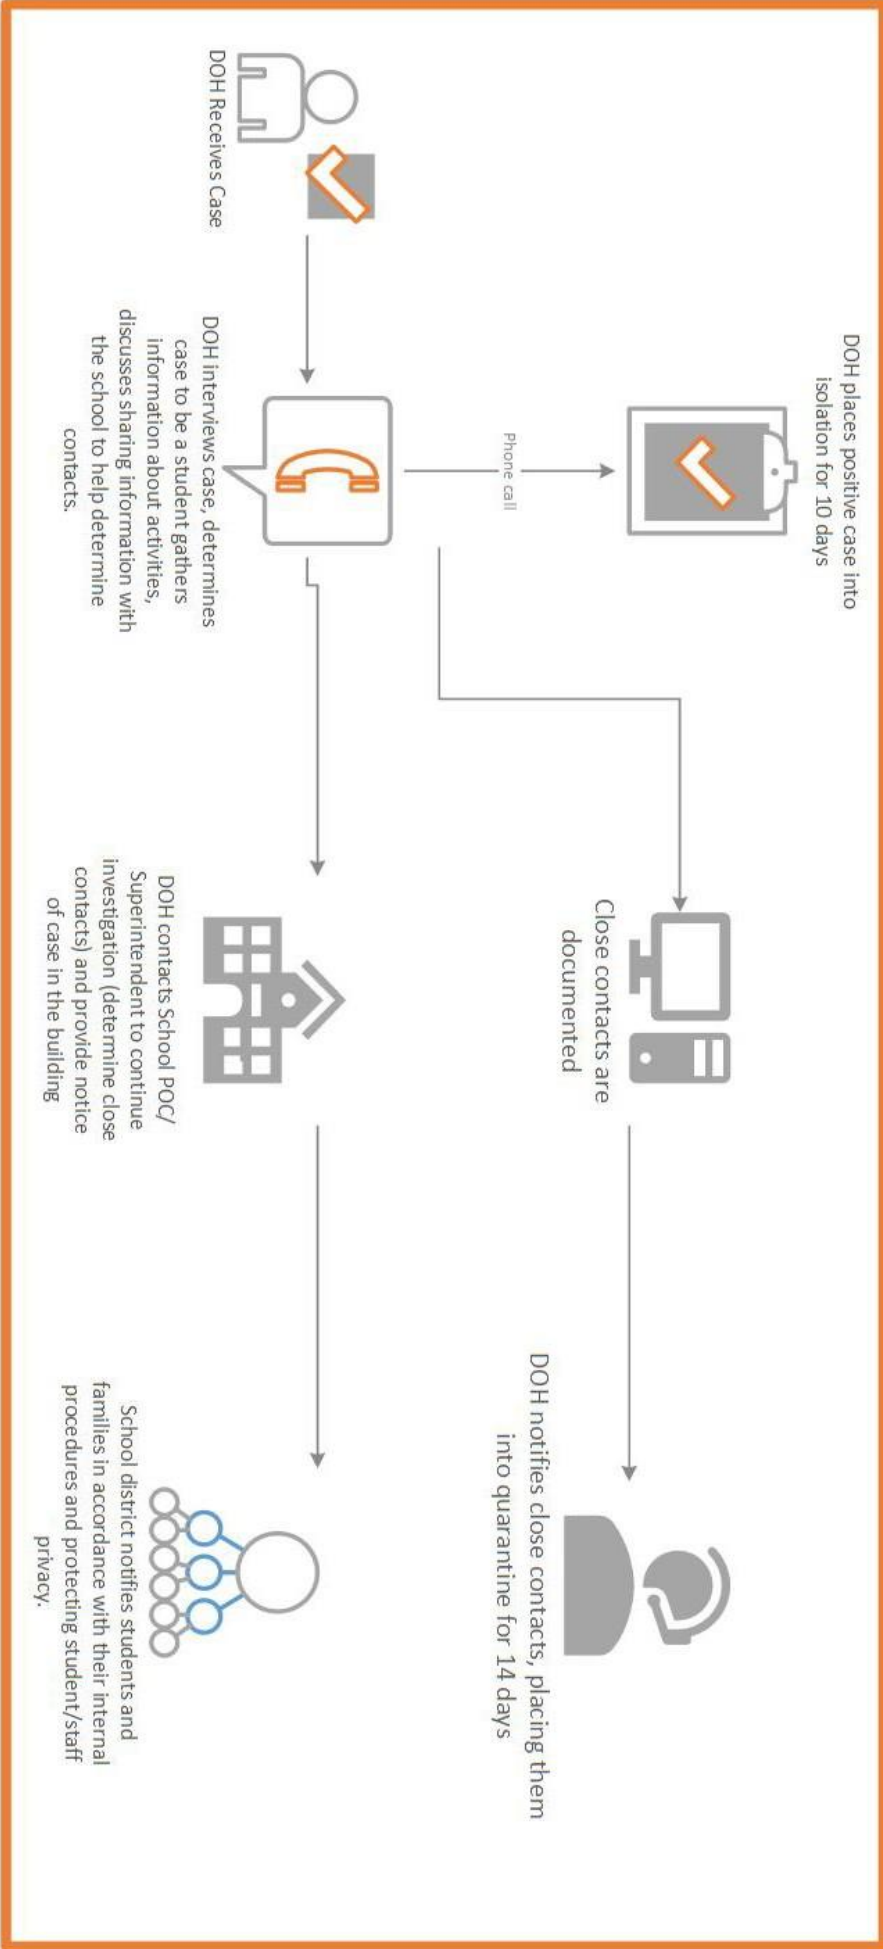 DOH places positive case into
isolation for 10 days
Phone call
DOH Receives Case
DOH interviews case, determines
case to be a student gathers
information about activities,
discusses sharing information with
the school to help determine
contacts.
Close contacts are
documented
DOH contacts School POC/
Superintendent to continue
investigation (determine close
contacts) and provide notice
of case in the building
DOH notifies close contacts, placing them
into quarantine for 14 days
School district notifies students and
families in accordance with their internal
procedures and protecting student/staff
privacy.